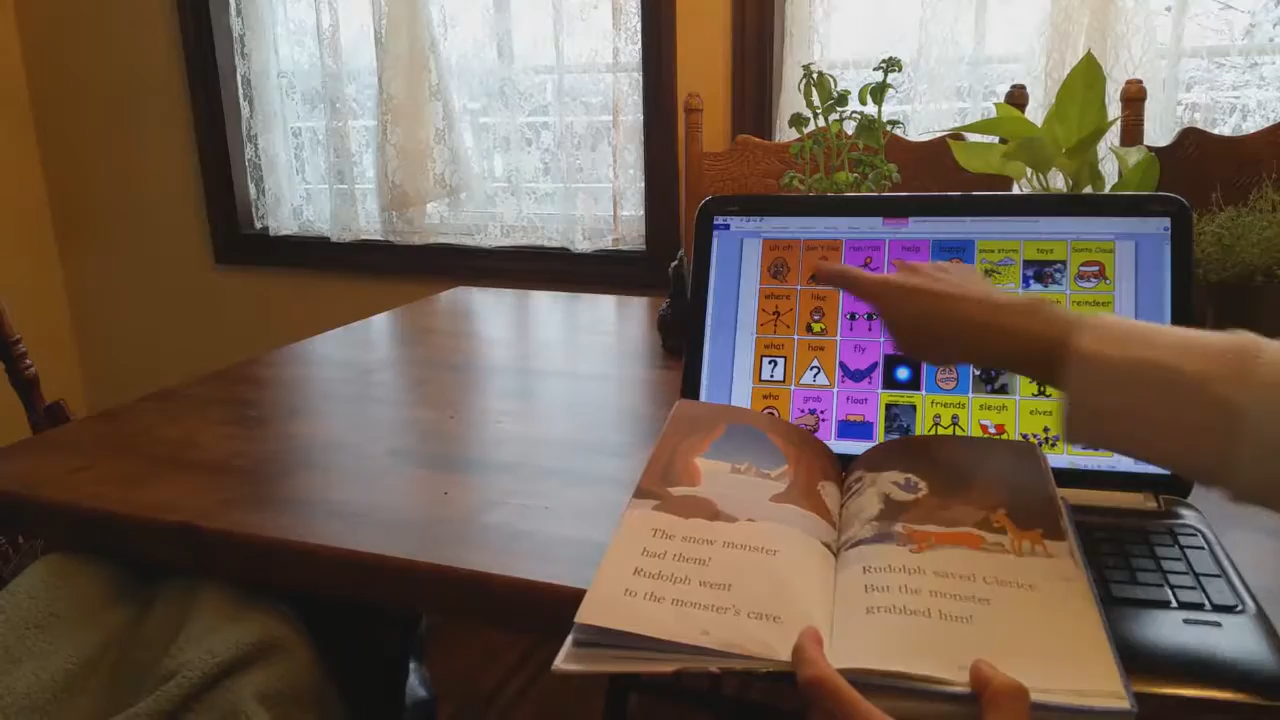 uh oh
don't like
run/ran
help
happy
snow storm
toys
Santa Claus
where
like
reindeer
what
how
fly
?
?
who
grab
float
friends
sleigh
elves
The snow monster
had them!
Rudolph went
to the monster's cave.
Rudolph saved Clarice.
But the monster
grabbed him!